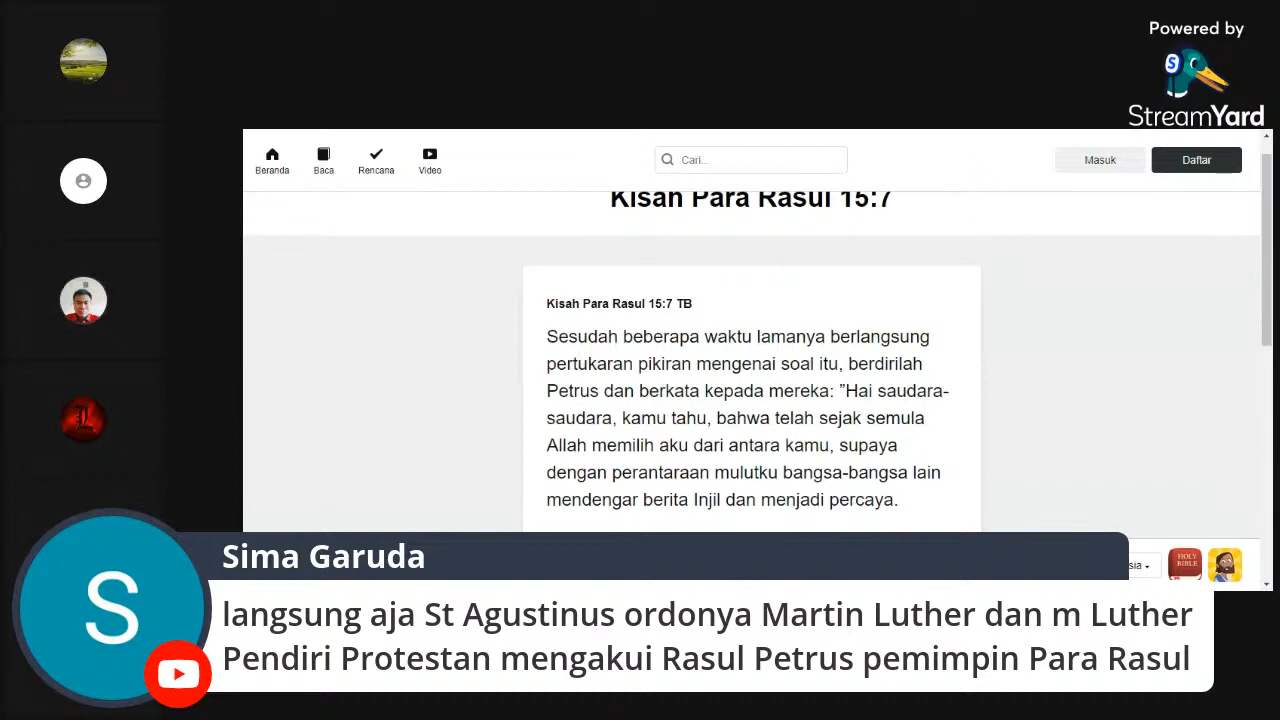 Powered by
StreamYard
Beranda
Baca
Rencana
Video
Cari...
Masuk
Daftar
Kisah Para Rasul 15:7
Kisah Para Rasul 15:7 TB
Sesudah beberapa waktu lamanya berlangsung
pertukaran pikiran mengenai soal itu, berdirilah
Petrus dan berkata kepada mereka: ”Hai saudara-
saudara, kamu tahu, bahwa telah sejak semula
Allah memilih aku dari antara kamu, supaya
dengan perantaraan mulutku bangsa-bangsa lain
mendengar berita Injil dan menjadi percaya.
sia
HOLY
BIBLE
L
S
Sima Garuda
langsung aja St Agustinus ordonya Martin Luther dan m Luther
Pendiri Protestan mengakui Rasul Petrus pemimpin Para Rasul